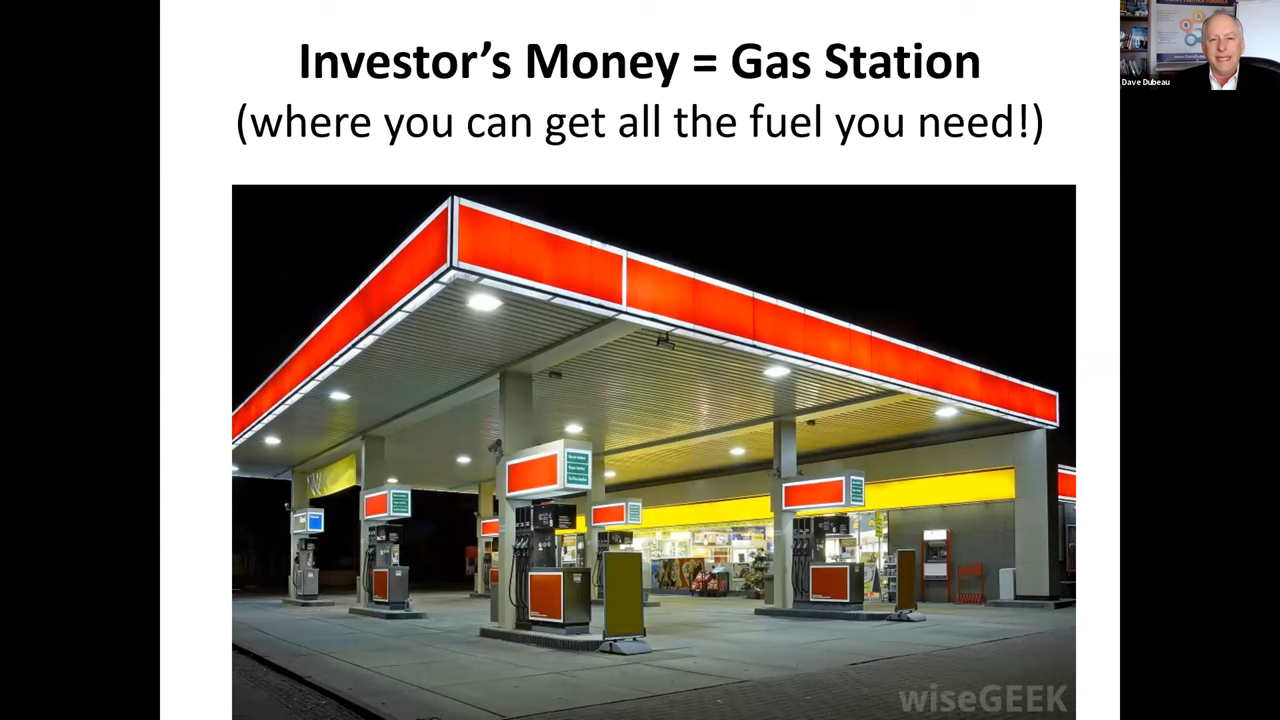 Investor’s Money = Gas Station
(where you can get all the fuel you need!)
Dave Dubeau
wiseGEEK